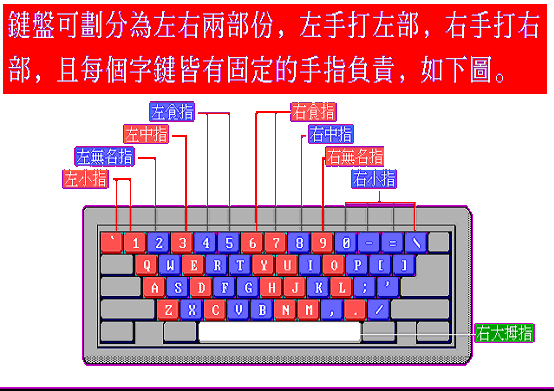 鍵盤可劃分為左右兩部份，左手打左部，右手打右
部，且每個字鍵皆有固定的手指負責，如下圖。
左食指 右食指
左中指 右中指
左無名指 右無名指
左小指 右小指
` 1 2 3 4 5 6 7 8 9 0 - = \
Q W E R T Y U I O P [ ]
A S D F G H J K L ; '
Z X C V B N M , . /
右大拇指